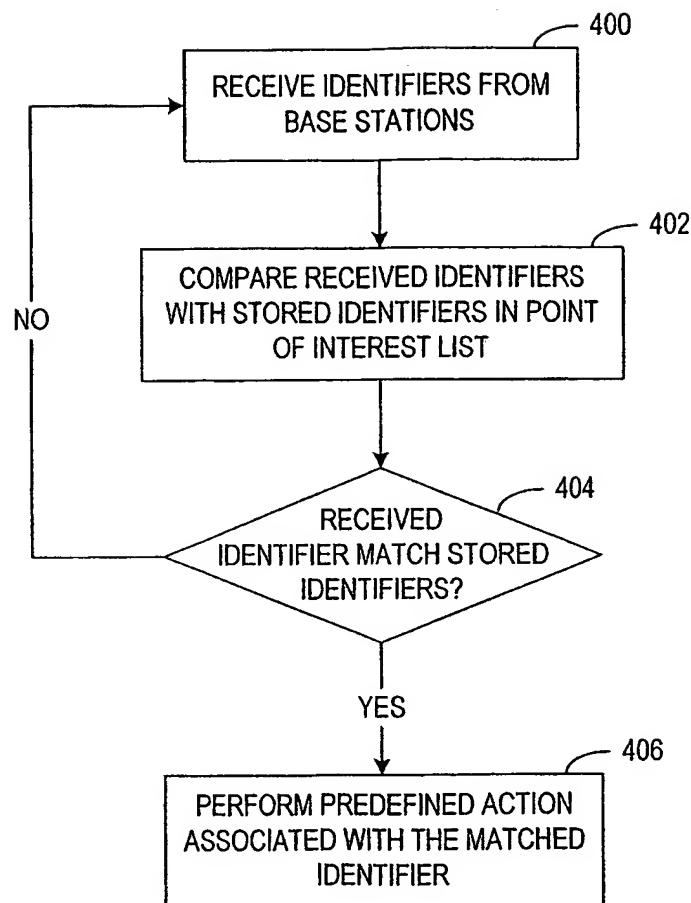 400
RECEIVE IDENTIFIERS FROM
BASE STATIONS
402
COMPARE RECEIVED IDENTIFIERS
WITH STORED IDENTIFIERS IN POINT
OF INTEREST LIST
NO
404
RECEIVED
IDENTIFIER MATCH STORED
IDENTIFIERS?
YES
406
PERFORM PREDEFINED ACTION
ASSOCIATED WITH THE MATCHED
IDENTIFIER